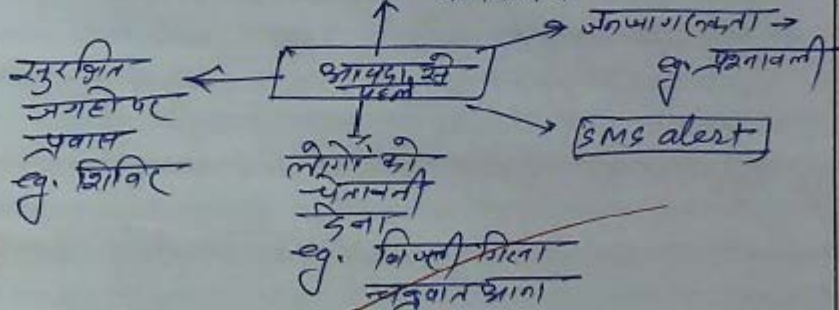 जनजागरूकता →
eg. प्रश्नावली
आपदा से
पहले
सुरक्षित
जगहों पर
प्रवास
eg. शिविर
SMS alert
लोगों को
चेतावनी
देना
eg. बिजली गिरना
चक्रवात आना